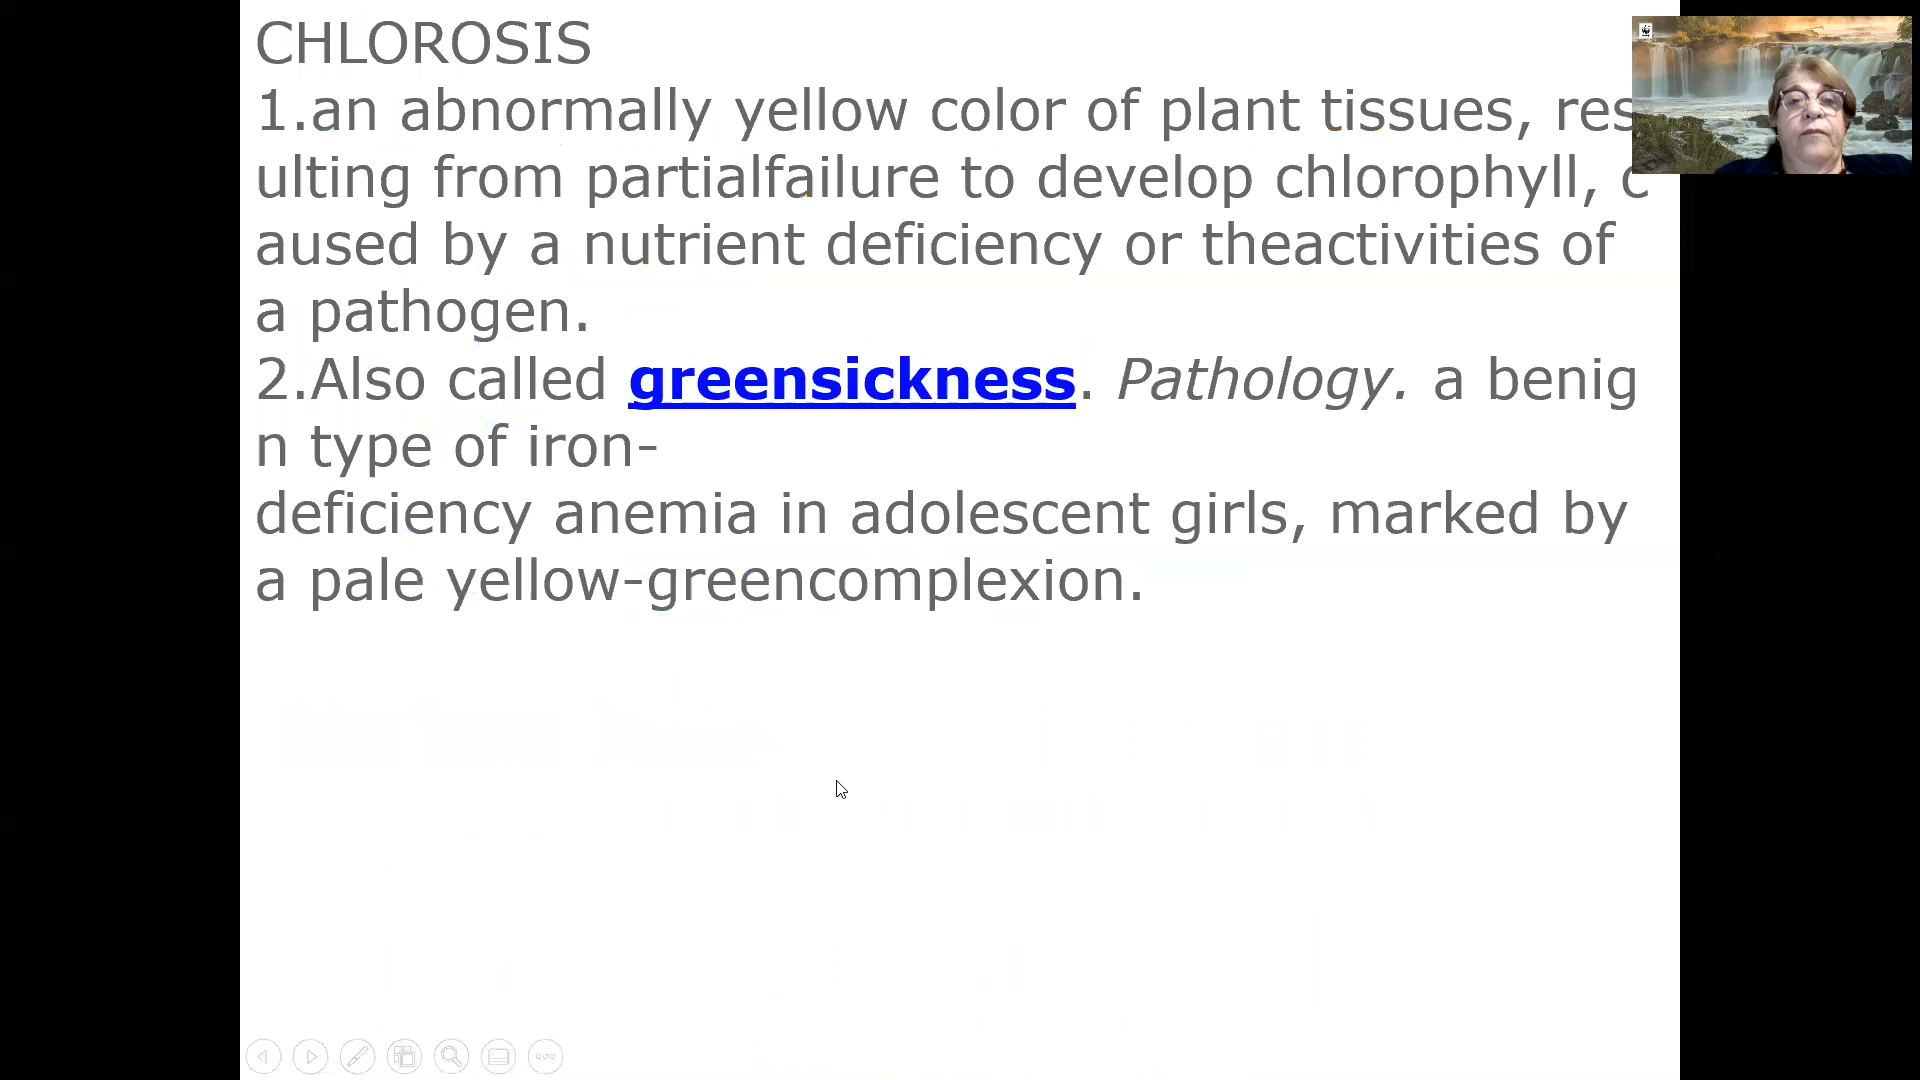 CHLOROSIS
1.an abnormally yellow color of plant tissues, res
ulting from partialfailure to develop chlorophyll, c
aused by a nutrient deficiency or theactivities of
a pathogen.
2.Also called greensickness. Pathology. a benig
n type of iron-
deficiency anemia in adolescent girls, marked by
a pale yellow-greencomplexion.